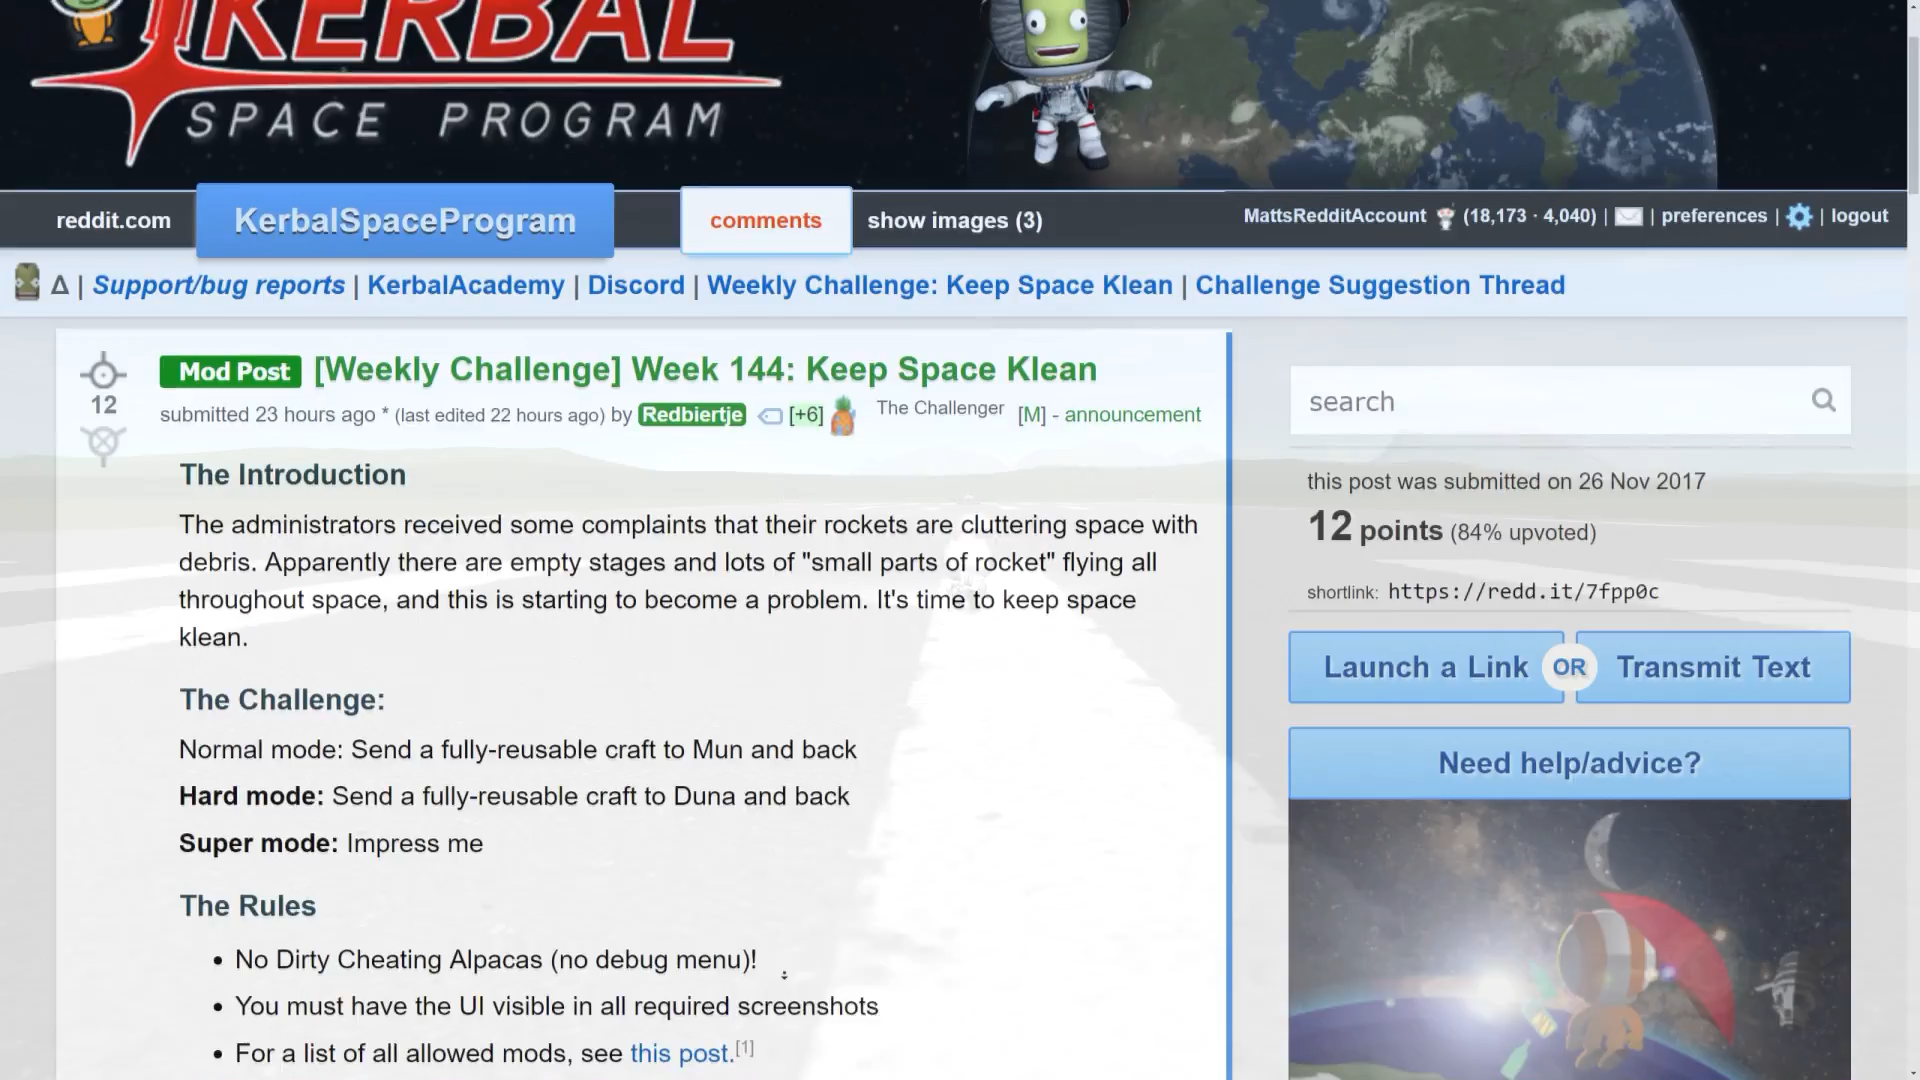 KERBAL
SPACE PROGRAM
reddit.com
KerbalSpaceProgram
comments
show images (3)
MattsRedditAccount (18,173 · 4,040) | | preferences | | logout
Δ | Support/bug reports | KerbalAcademy | Discord | Weekly Challenge: Keep Space Klean | Challenge Suggestion Thread
12
Mod Post [Weekly Challenge] Week 144: Keep Space Klean
submitted 23 hours ago * (last edited 22 hours ago) by Redbiertje [+6] The Challenger [M] - announcement
The Introduction
The administrators received some complaints that their rockets are cluttering space with
debris. Apparently there are empty stages and lots of "small parts of rocket" flying all
throughout space, and this is starting to become a problem. It's time to keep space
klean.
The Challenge:
Normal mode: Send a fully-reusable craft to Mun and back
Hard mode: Send a fully-reusable craft to Duna and back
Super mode: Impress me
The Rules
• No Dirty Cheating Alpacas (no debug menu)!
• You must have the UI visible in all required screenshots
• For a list of all allowed mods, see this post.[1]
search
this post was submitted on 26 Nov 2017
12 points (84% upvoted)
shortlink: https://redd.it/7fpp0c
Launch a Link OR Transmit Text
Need help/advice?